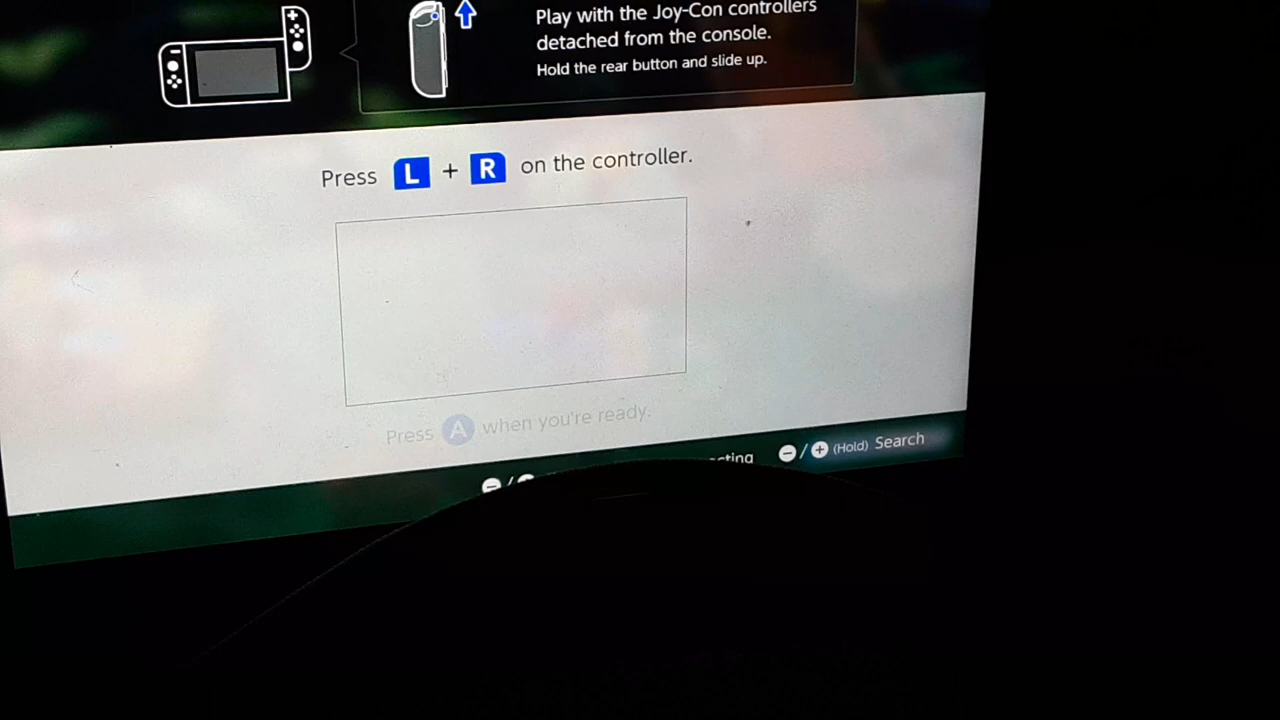 Play with the Joy-Con controllers
detached from the console.
Hold the rear button and slide up.
Press L + R on the controller.
Press A when you're ready.
(Hold) Search